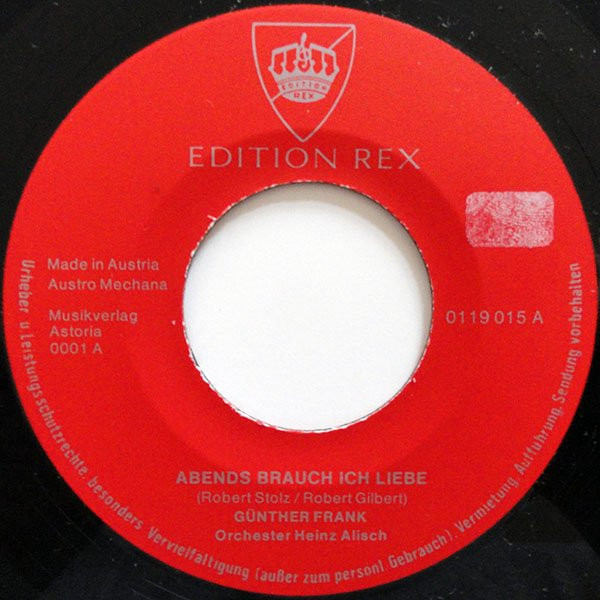 EDITION
REX
EDITION REX
Made in Austria
Austro Mechana
Musikverlag
Astoria
0001 A
0119 015 A
ABENDS BRAUCH ICH LIEBE
(Robert Stolz / Robert Gilbert)
GÜNTHER FRANK
Orchester Heinz Alisch
Urheber u. Leistungsschutzrechte, besonders Vervielfältigung (außer zum persönl. Gebrauch), Vermietung, Aufführung, Sendung vorbehalten